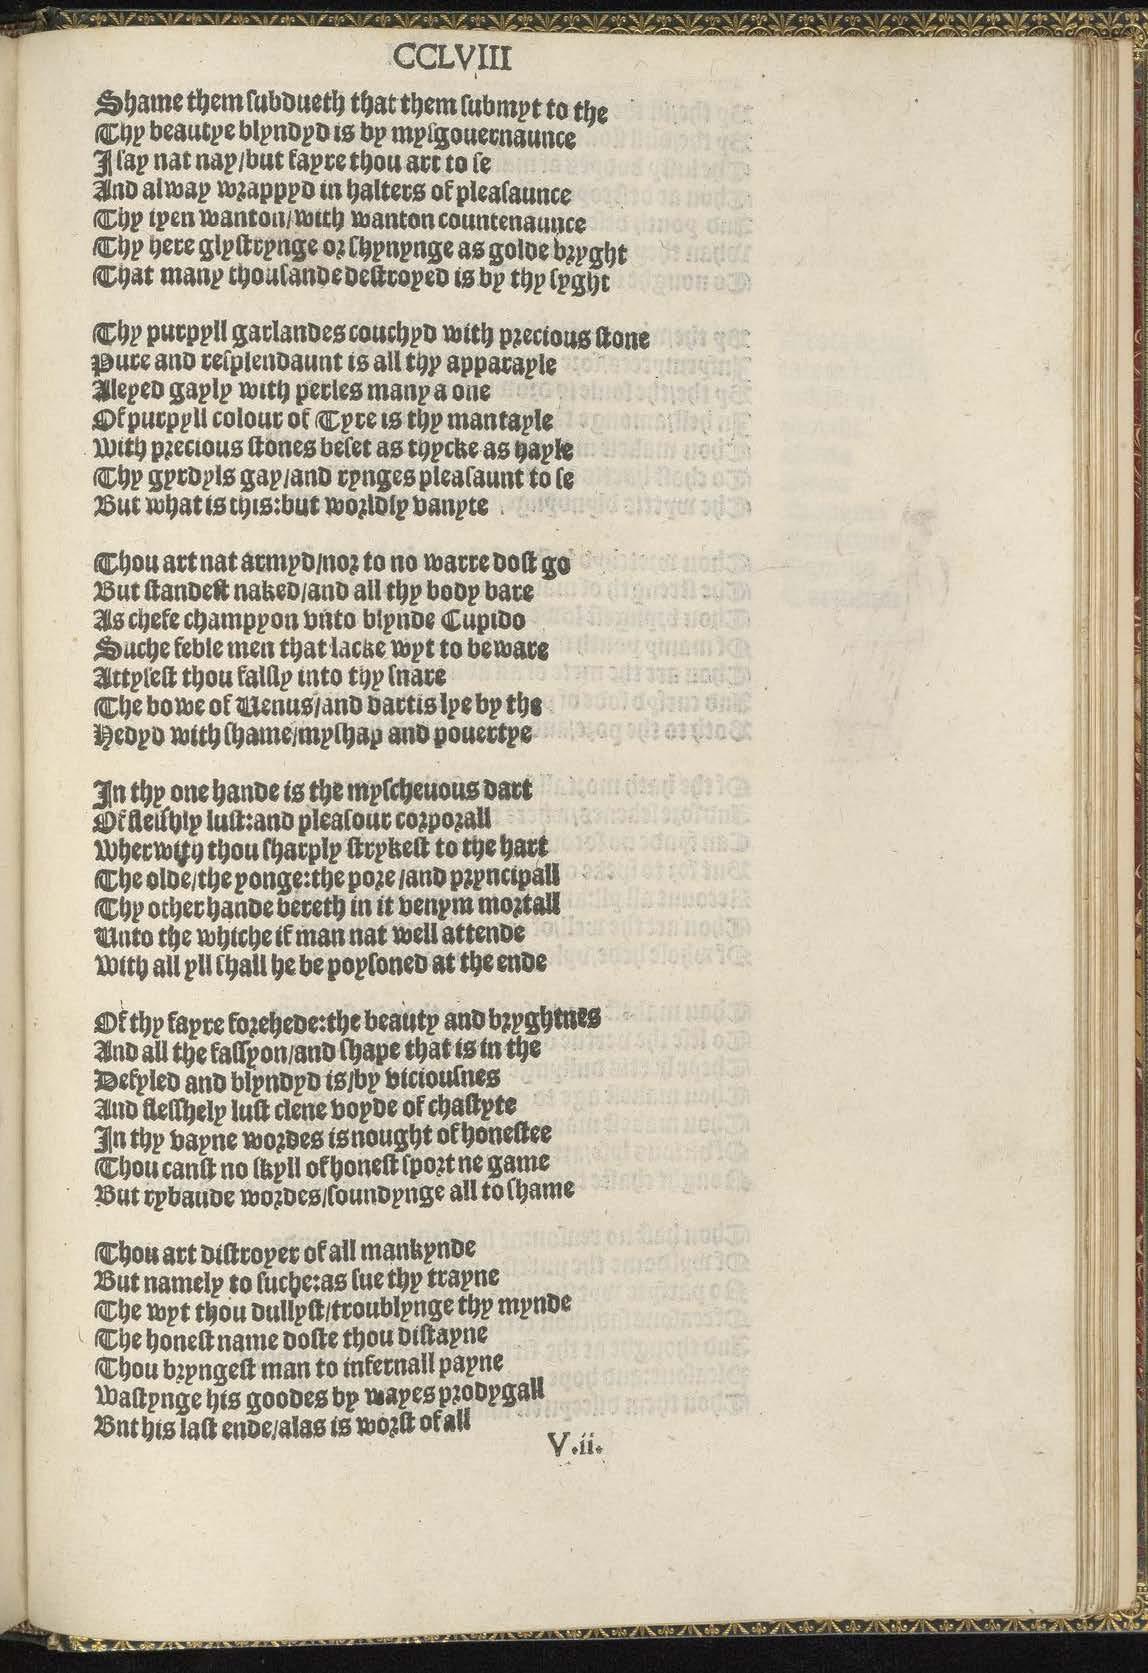 CCLVIII
Shame them subdueth that them submyt to the
Thy beautye blyndyd is by mysgouernaunce
I say nat nay/but fayre thou art to se
And alway wrappyd in halters of pleasaunce
Thy iyen wanton/with wanton countenaunce
Thy here glystrynge or shynynge as golde bryght
That many thousande destroyed is by thy syght

Thy purpyll garlandes couchyd with precious stone
Pure and resplendaunt is all thy apparayle
Aleyed gayly with perles many a one
Of purpyll colour of Tyre is thy mantayle
With precious stones beset as thycke as hayle
Thy gyrdyls gay/and rynges pleasaunt to se
But what is this:but worldly vanyte

Thou art nat armyd/nor to no warre dost go
But standest naked/and all thy body bare
As chefe champyon vnto blynde Cupido
Suche feble men that lacke wyt to beware
Attysest thou falsly into thy snare
The bowe of Uenus/and dartis lye by the
Hedyd with shame/myshap and pouertye

In thy one hande is the myscheuous dart
Of fleisshly lust:and pleasour corporall
Wherwith thou sharply strykest to the hart
The olde/the yonge:the pore/and pryncipall
Thy other hande bereth in it venym mortall
Unto the whiche if man nat well attende
With all yll shall he be poysoned at the ende

Of thy fayre forehede:the beauty and bryghtnes
And all the fassyon/and shape that is in the
Defyled and blyndyd is/by viciousnes
And flesshely lust clene voyde of chastyte
In thy vayne wordes is nought of honestee
Thou canst no skyll of honest sport ne game
But rybaude wordes/soundynge all to shame

Thou art distroyer of all mankynde
But namely to suche:as sue thy trayne
The wyt thou dullyst/troublynge thy mynde
The honest name doste thou distayne
Thou bryngest man to infernall payne
Wastynge his goodes by wayes prodygall
Bnt his last ende/alas is worst of all
V.ii.